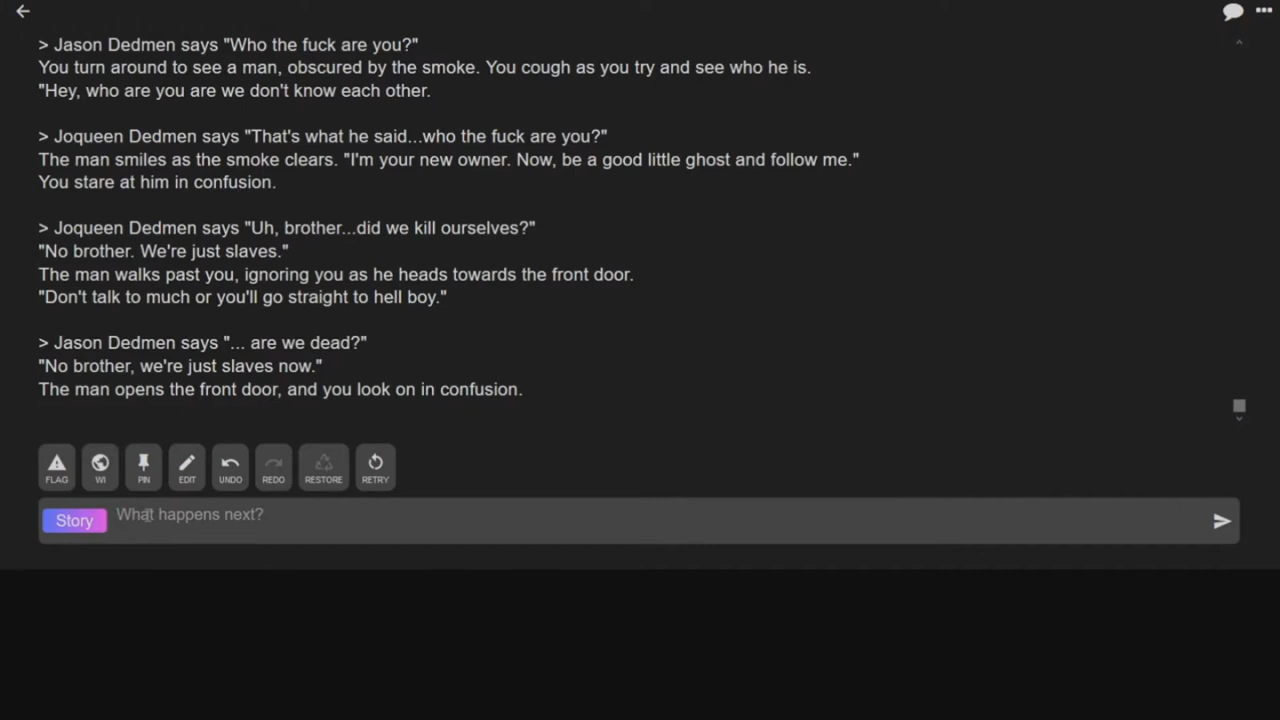 > Jason Dedmen says "Who the fuck are you?"
You turn around to see a man, obscured by the smoke. You cough as you try and see who he is.
"Hey, who are you are we don't know each other.
> Joqueen Dedmen says "That's what he said...who the fuck are you?"
The man smiles as the smoke clears. "I'm your new owner. Now, be a good little ghost and follow me."
You stare at him in confusion.
> Joqueen Dedmen says "Uh, brother...did we kill ourselves?"
"No brother. We're just slaves."
The man walks past you, ignoring you as he heads towards the front door.
"Don't talk to much or you'll go straight to hell boy."
> Jason Dedmen says "... are we dead?"
"No brother, we're just slaves now."
The man opens the front door, and you look on in confusion.
FLAG WI PIN EDIT UNDO REDO RESTORE RETRY
Story What happens next?